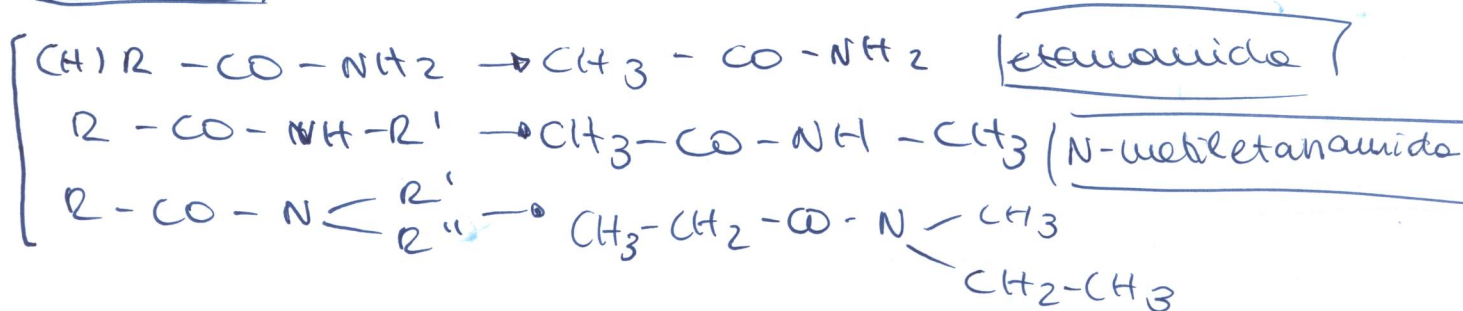 (H) R - CO - NH2 → CH3 - CO - NH2 etanamida
R - CO - NH - R' → CH3 - CO - NH - CH3 N-metiletanamida
R - CO - N < R' R'' → CH3 - CH2 - CO - N CH3
CH2 - CH3